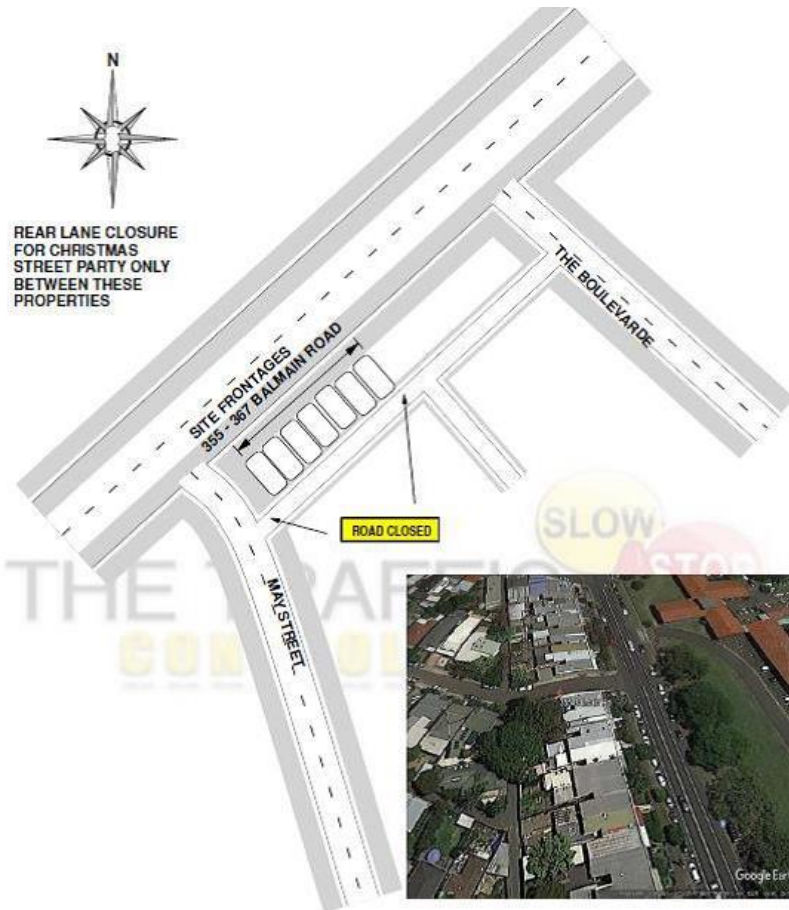 N
REAR LANE CLOSURE
FOR CHRISTMAS
STREET PARTY ONLY
BETWEEN THESE
PROPERTIES
THE BOULEVARDE
SITE FRONTAGES
355 - 367 BALMAIN ROAD
ROAD CLOSED
SLOW
STOP
THE TRAFFIC
MAY STREET
Google Eart